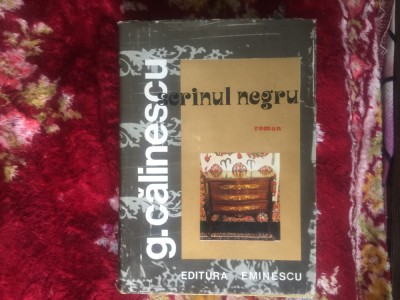 g.călinescu
scrinul negru
roman
EDITURA EMINESCU